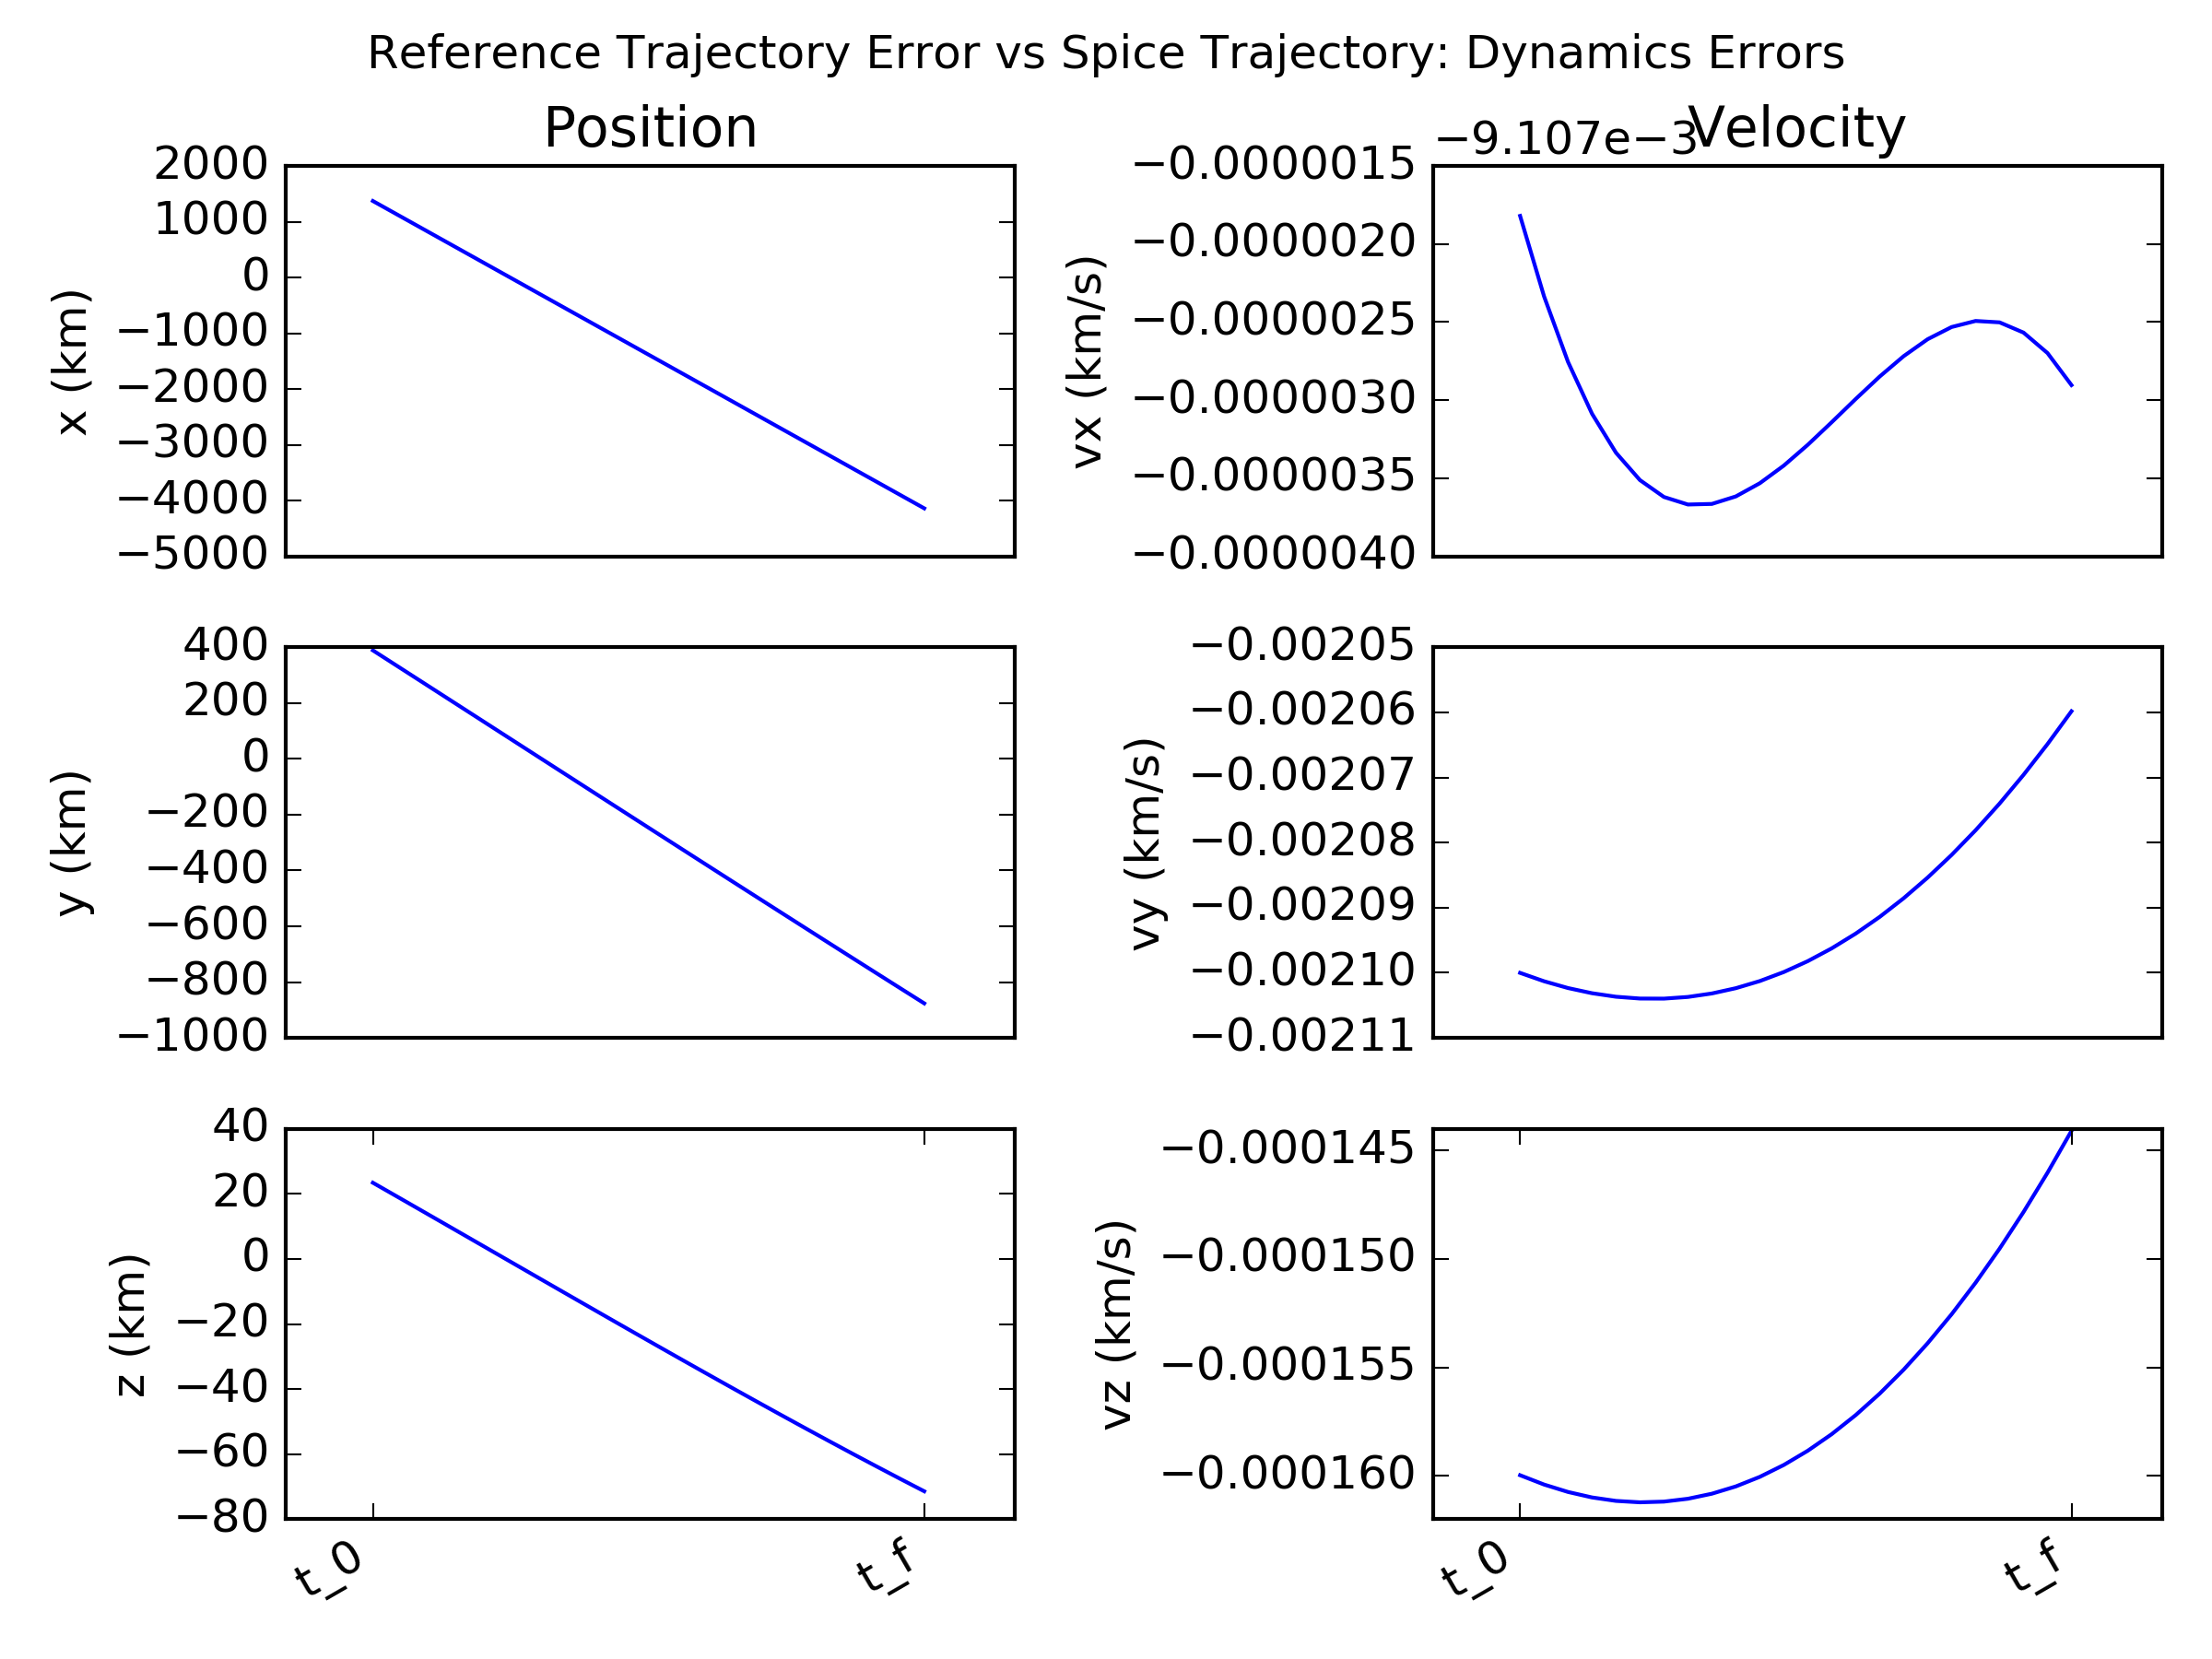 Reference Trajectory Error vs Spice Trajectory: Dynamics Errors
Position
2000
1000
0
−1000
−2000
−3000
−4000
−5000
x (km)
Velocity
−9.107e−3
−0.0000015
−0.0000020
−0.0000025
−0.0000030
−0.0000035
−0.0000040
vx (km/s)
400
200
0
−200
−400
−600
−800
−1000
y (km)
−0.00205
−0.00206
−0.00207
−0.00208
−0.00209
−0.00210
−0.00211
vy (km/s)
40
20
0
−20
−40
−60
−80
z (km)
t_0
t_f
−0.000145
−0.000150
−0.000155
−0.000160
vz (km/s)
t_0
t_f